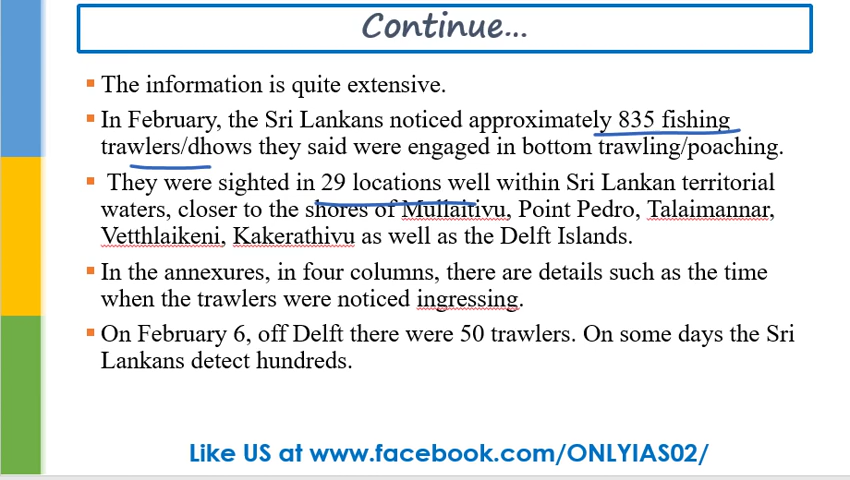 Continue...
The information is quite extensive.
In February, the Sri Lankans noticed approximately 835 fishing
trawlers/dhows they said were engaged in bottom trawling/poaching.
They were sighted in 29 locations well within Sri Lankan territorial
waters, closer to the shores of Mullaitivu, Point Pedro, Talaimannar,
Vetthlaikeni, Kakerathivu as well as the Delft Islands.
In the annexures, in four columns, there are details such as the time
when the trawlers were noticed ingressing.
On February 6, off Delft there were 50 trawlers. On some days the Sri
Lankans detect hundreds.
Like US at www.facebook.com/ONLYIAS02/